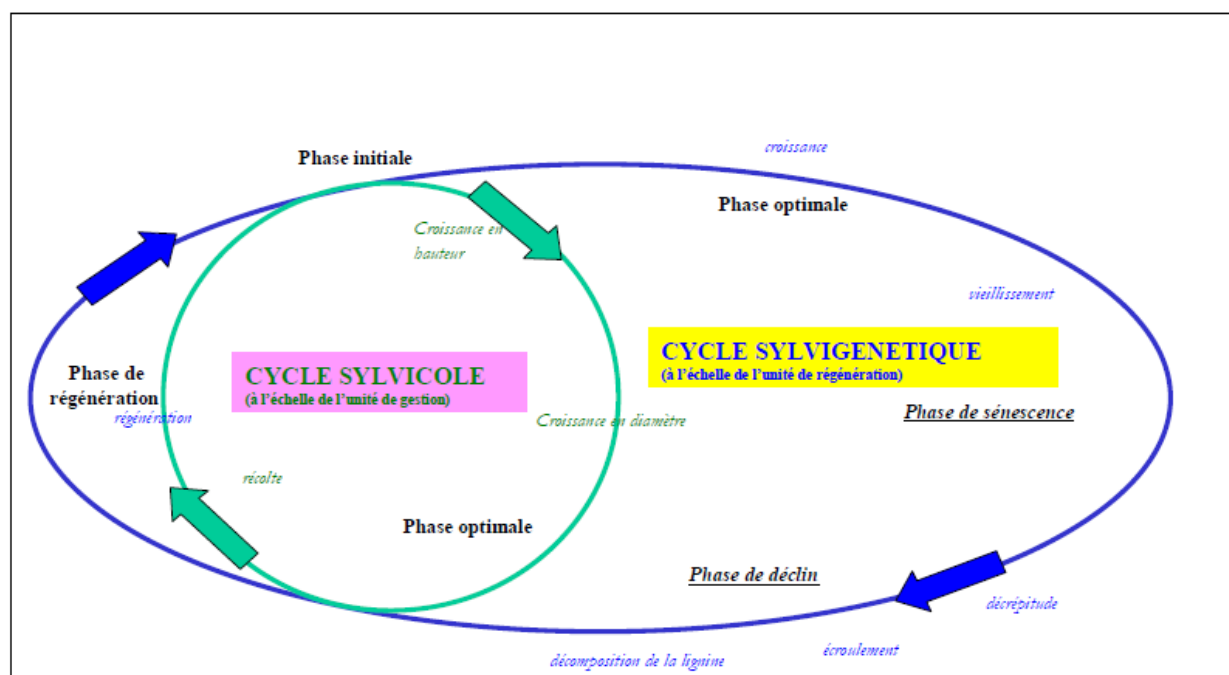 croissance
Phase initiale
Phase optimale
Croissance en
hauteur
vieillissement
CYCLE SYLVIGENETIQUE
(à l'échelle de l'unité de régénération)
Phase de
régénération
régénération
CYCLE SYLVICOLE
(à l'échelle de l'unité de gestion)
Phase de sénescence
Croissance en diamètre
récolte
Phase optimale
Phase de déclin
décrépitude
écroulement
décomposition de la lignine